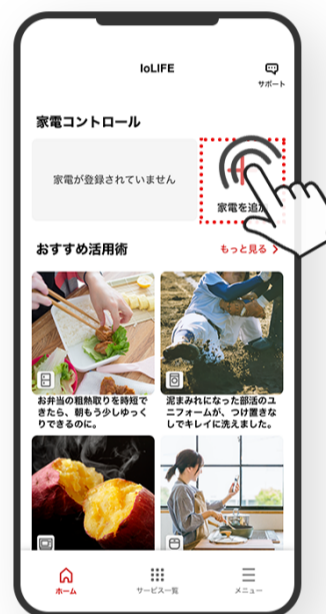 IoLIFE
サポート
家電コントロール
家電が登録されていません
家電を追加
おすすめ活用術
もっと見る
お弁当の粗熱取りを時短で
きたら、朝もう少しゆっく
りできるのに。
泥まみれになった部活のユ
ニフォームが、つけ置きな
しでキレイに洗えました。
ホーム
サービス一覧
メニュー